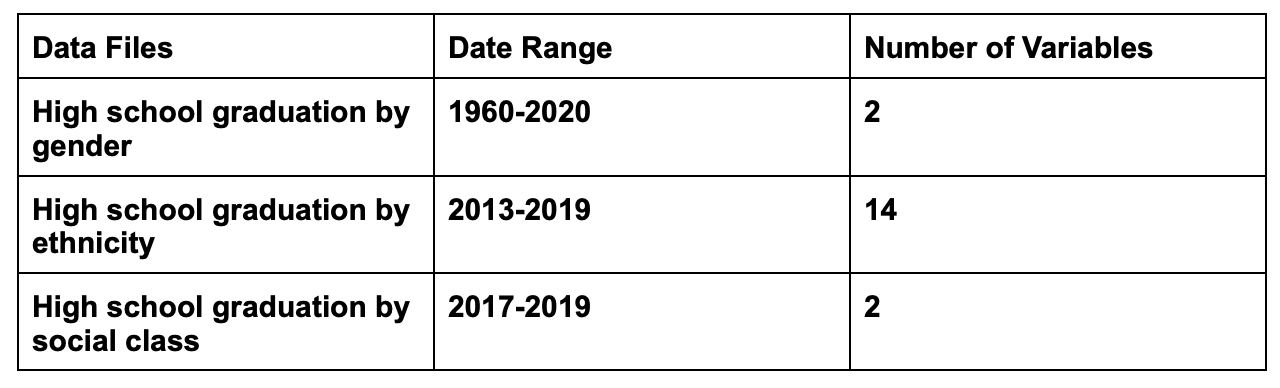 Data Files
Date Range
Number of Variables
High school graduation by
gender
1960-2020
2
High school graduation by
ethnicity
2013-2019
14
High school graduation by
social class
2017-2019
2